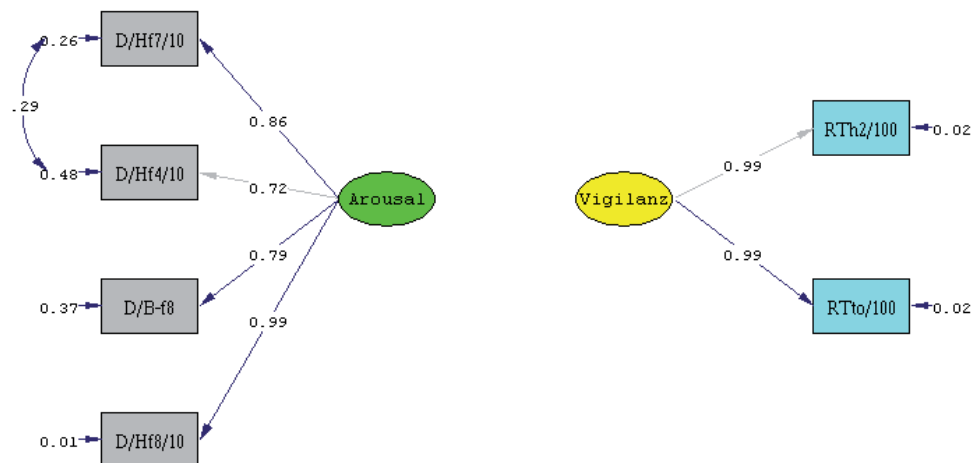 0.26
D/Hf7/10
.29
0.86
0.48
D/Hf4/10
0.72
Arousal
0.79
0.37
D/B-f8
0.99
0.01
D/Hf8/10
Vigilanz
0.99
RTh2/100
0.02
0.99
RTto/100
0.02